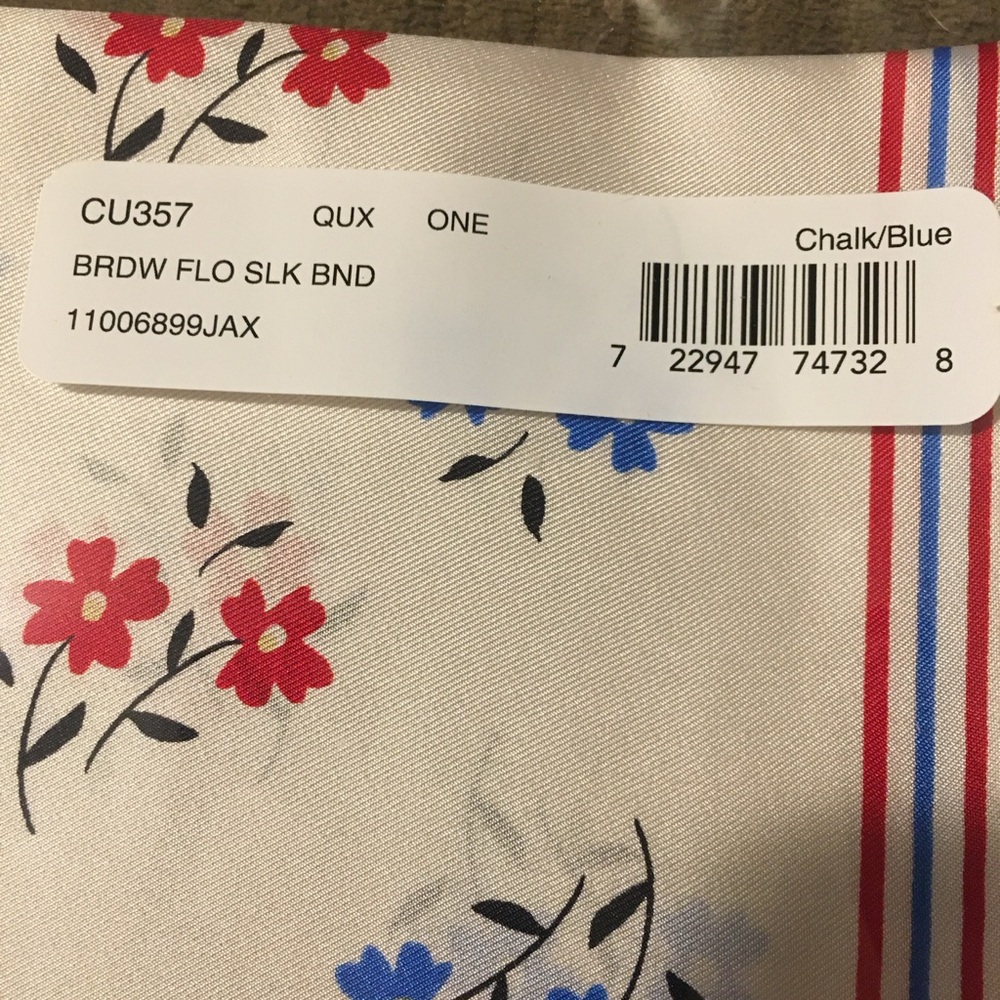 CU357 QUX ONE
Chalk/Blue
BRDW FLO SLK BND
11006899JAX
7 22947 74732 8